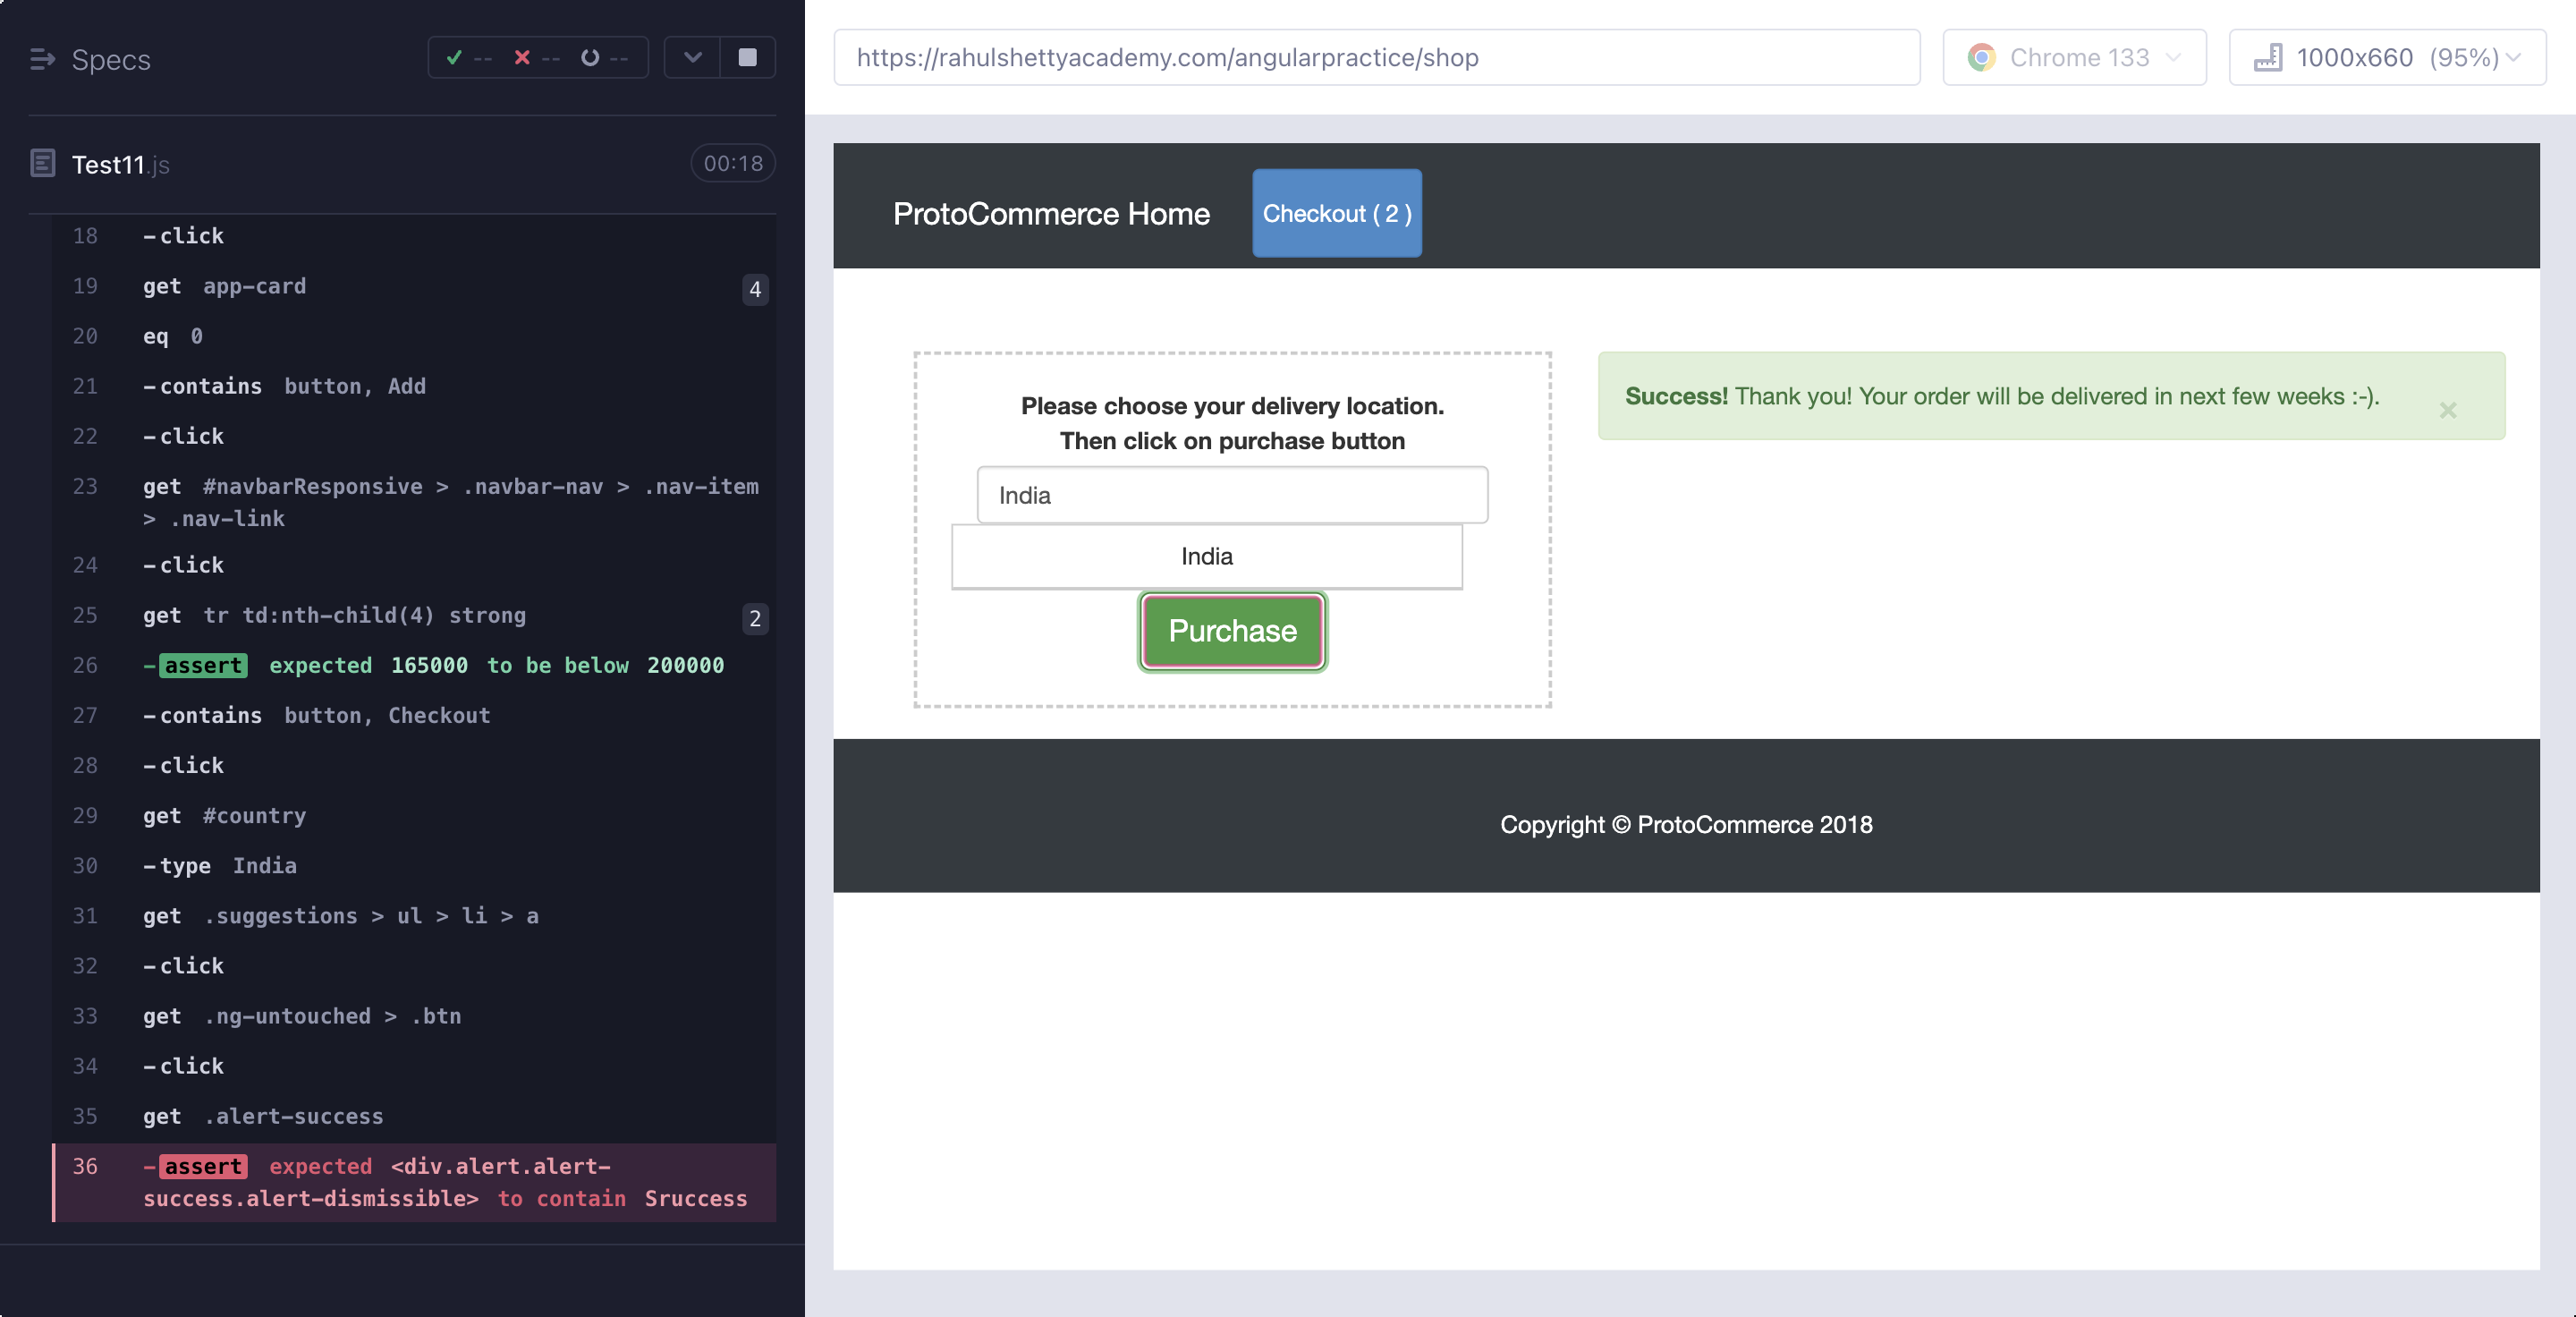 Specs
-- -- --
Test11.js
00:18
18 -click
19 get app-card 4
20 eq 0
21 -contains button, Add
22 -click
23 get #navbarResponsive > .navbar-nav > .nav-item
> .nav-link
24 -click
25 get tr td:nth-child(4) strong 2
26 -assert expected 165000 to be below 200000
27 -contains button, Checkout
28 -click
29 get #country
30 -type India
31 get .suggestions > ul > li > a
32 -click
33 get .ng-untouched > .btn
34 -click
35 get .alert-success
36 -assert expected <div.alert.alert-
success.alert-dismissible> to contain Sruccess
https://rahulshettyacademy.com/angularpractice/shop
Chrome 133
1000x660 (95%)
ProtoCommerce Home
Checkout ( 2 )
Please choose your delivery location.
Then click on purchase button
India
India
Purchase
Success! Thank you! Your order will be delivered in next few weeks :-).
×
Copyright © ProtoCommerce 2018